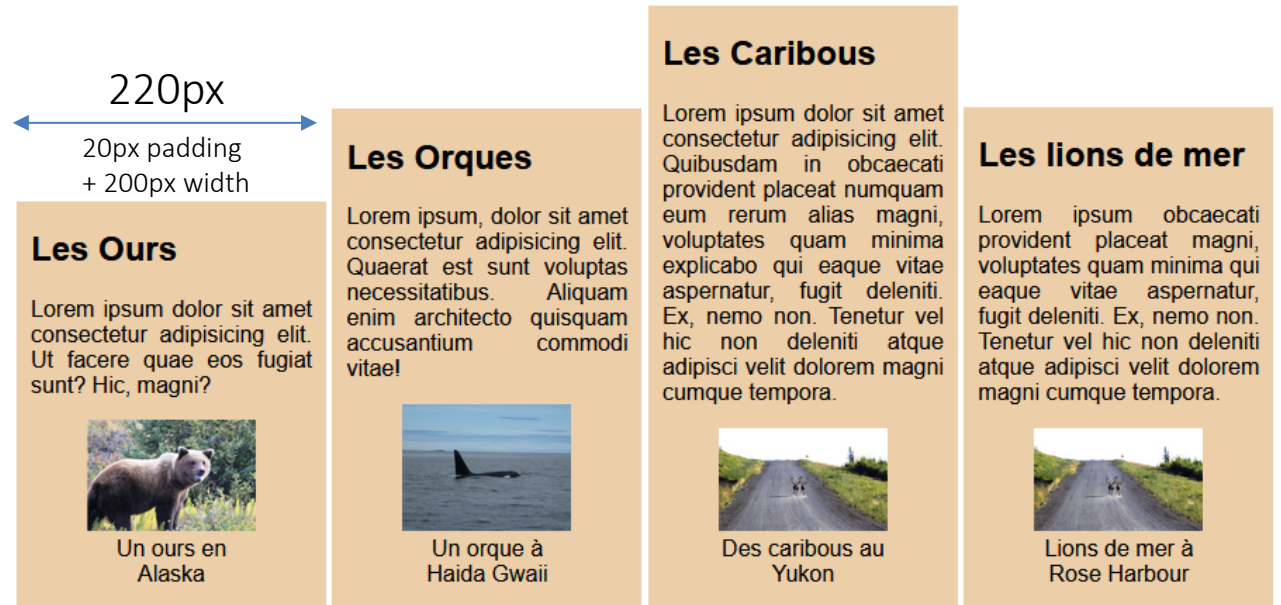 220px
20px padding
+ 200px width
Les Ours
Lorem ipsum dolor sit amet
consectetur adipisicing elit.
Ut facere quae eos fugiat
sunt? Hic, magni?
Un ours en
Alaska
Les Orques
Lorem ipsum, dolor sit amet
consectetur adipisicing elit.
Quaerat est sunt voluptas
necessitatibus. Aliquam
enim architecto quisquam
accusantium commodi
vitae!
Un orque à
Haida Gwaii
Les Caribous
Lorem ipsum dolor sit amet
consectetur adipisicing elit.
Quibusdam in obcaecati
provident placeat numquam
eum rerum alias magni,
voluptates quam minima
explicabo qui eaque vitae
aspernatur, fugit deleniti.
Ex, nemo non. Tenetur vel
hic non deleniti atque
adipisci velit dolorem magni
cumque tempora.
Des caribous au
Yukon
Les lions de mer
Lorem ipsum obcaecati
provident placeat magni,
voluptates quam minima qui
eaque vitae aspernatur,
fugit deleniti. Ex, nemo non.
Tenetur vel hic non deleniti
atque adipisci velit dolorem
magni cumque tempora.
Lions de mer à
Rose Harbour